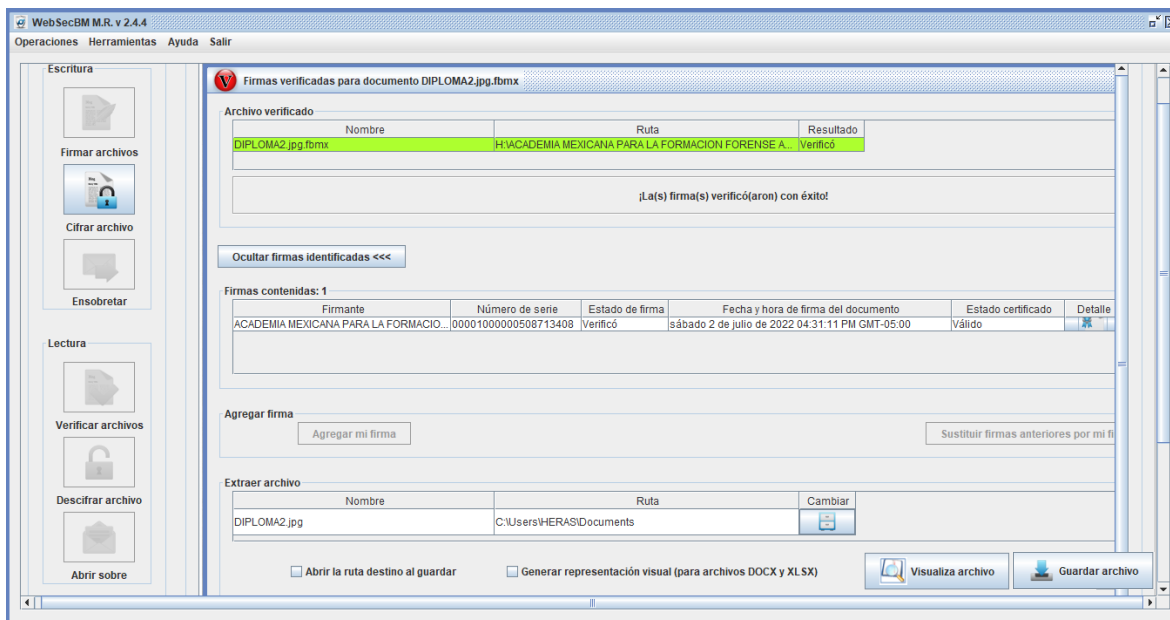 WebSecBM M.R. v 2.4.4
Operaciones Herramientas Ayuda Salir
Escritura
Firmar archivos
Cifrar archivo
Ensobretar
Lectura
Verificar archivos
Descifrar archivo
Abrir sobre
Firmas verificadas para documento DIPLOMA2.jpg.fbmx
Archivo verificado
Nombre Ruta Resultado
DIPLOMA2.jpg.fbmx H:\ACADEMIA MEXICANA PARA LA FORMACION FORENSE A... Verificó
¡La(s) firma(s) verificó(aron) con éxito!
Ocultar firmas identificadas <<<
Firmas contenidas: 1
Firmante Número de serie Estado de firma Fecha y hora de firma del documento Estado certificado Detalle
ACADEMIA MEXICANA PARA LA FORMACIO... 00001000000508713408 Verificó sábado 2 de julio de 2022 04:31:11 PM GMT-05:00 Válido
Agregar firma
Agregar mi firma Sustituir firmas anteriores por mi fi
Extraer archivo
Nombre Ruta Cambiar
DIPLOMA2.jpg C:\Users\HERAS\Documents
Abrir la ruta destino al guardar Generar representación visual (para archivos DOCX y XLSX) Visualiza archivo Guardar archivo